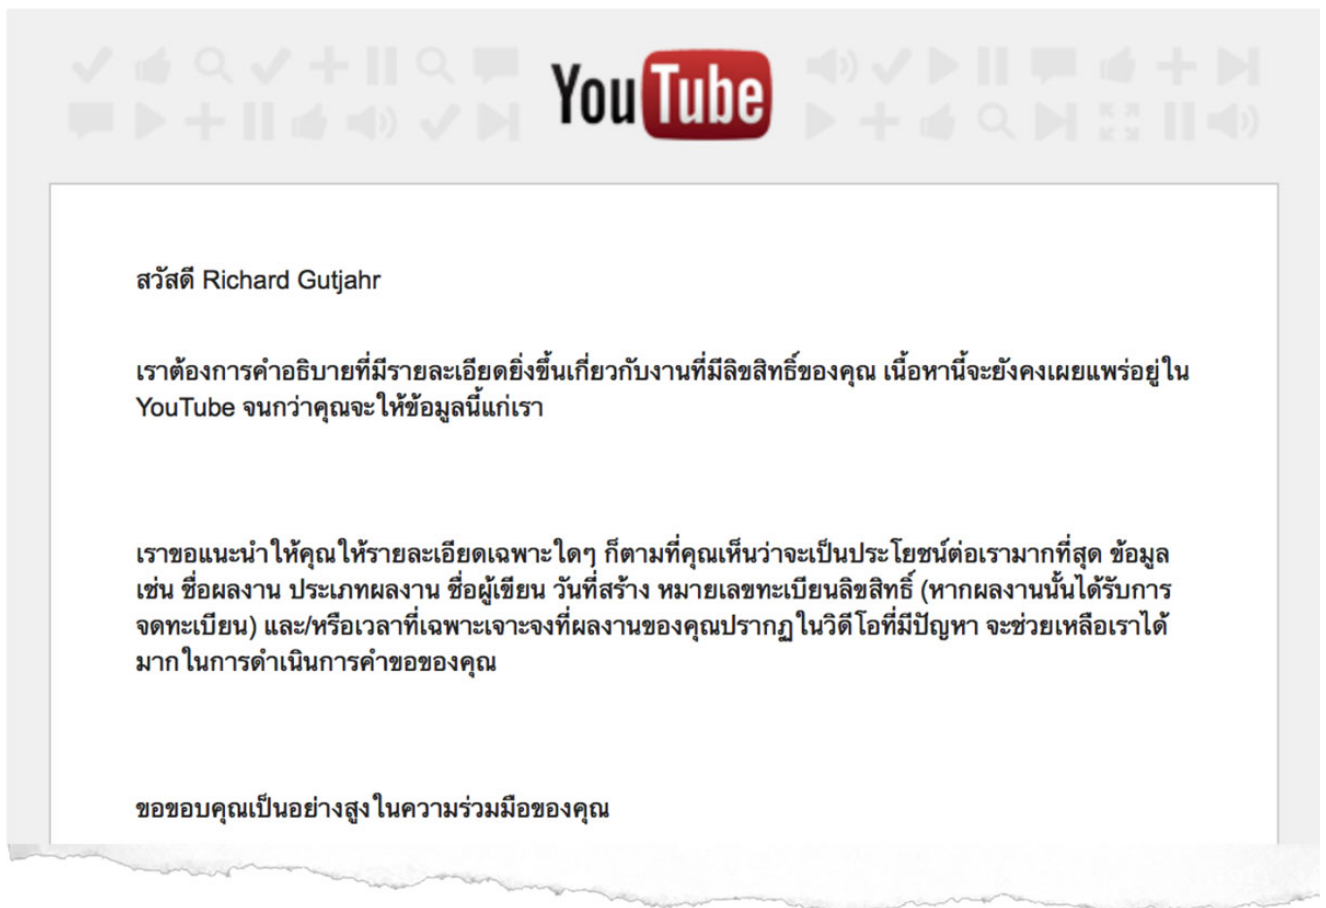 YouTube
สวัสดี Richard Gutjahr
เราต้องการคำอธิบายที่มีรายละเอียดยิ่งขึ้นเกี่ยวกับงานที่มีลิขสิทธิ์ของคุณ เนื้อหานี้จะยังคงเผยแพร่อยู่ใน
YouTube จนกว่าคุณจะให้ข้อมูลนี้แก่เรา
เราขอแนะนำให้คุณให้รายละเอียดเฉพาะใดๆ ก็ตามที่คุณเห็นว่าจะเป็นประโยชน์ต่อเรามากที่สุด ข้อมูล
เช่น ชื่อผลงาน ประเภทผลงาน ชื่อผู้เขียน วันที่สร้าง หมายเลขทะเบียนลิขสิทธิ์ (หากผลงานนั้นได้รับการ
จดทะเบียน) และ/หรือเวลาที่เฉพาะเจาะจงที่ผลงานของคุณปรากฏในวิดีโอที่มีปัญหา จะช่วยเหลือเราได้
มากในการดำเนินการคำขอของคุณ
ขอขอบคุณเป็นอย่างสูงในความร่วมมือของคุณ